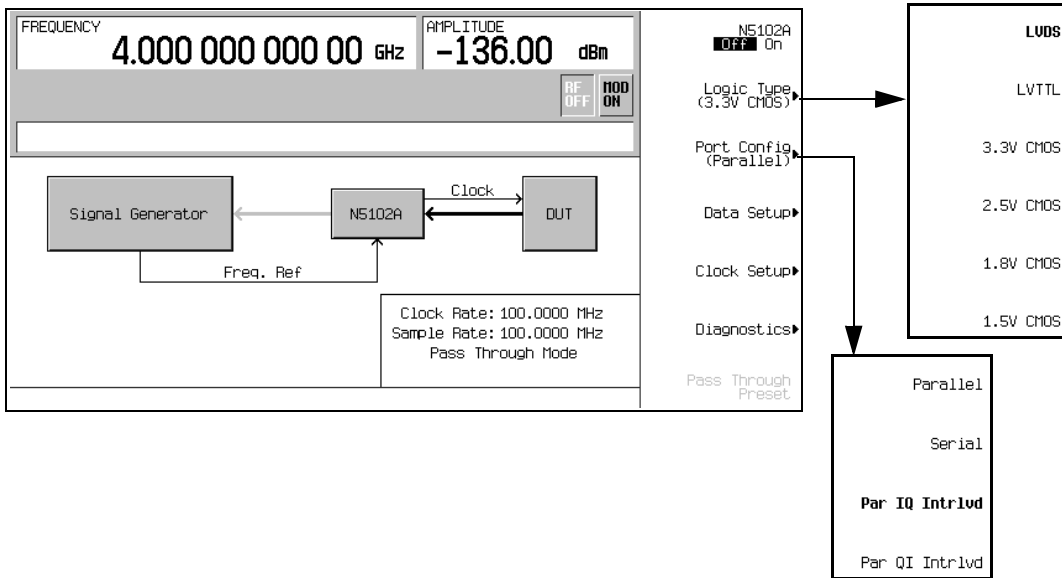 FREQUENCY
4.000 000 000 00 GHz
AMPLITUDE
-136.00 dBm
RF
OFF
MOD
ON
Signal Generator
N5102A
Clock
DUT
Freq. Ref
Clock Rate: 100.0000 MHz
Sample Rate: 100.0000 MHz
Pass Through Mode
N5102A
Off On
Logic Type
(3.3V CMOS)
Port Config
(Parallel)
Data Setup
Clock Setup
Diagnostics
Pass Through
Preset
LVDS
LVTTL
3.3V CMOS
2.5V CMOS
1.8V CMOS
1.5V CMOS
Parallel
Serial
Par IQ Intrlvd
Par QI Intrlvd